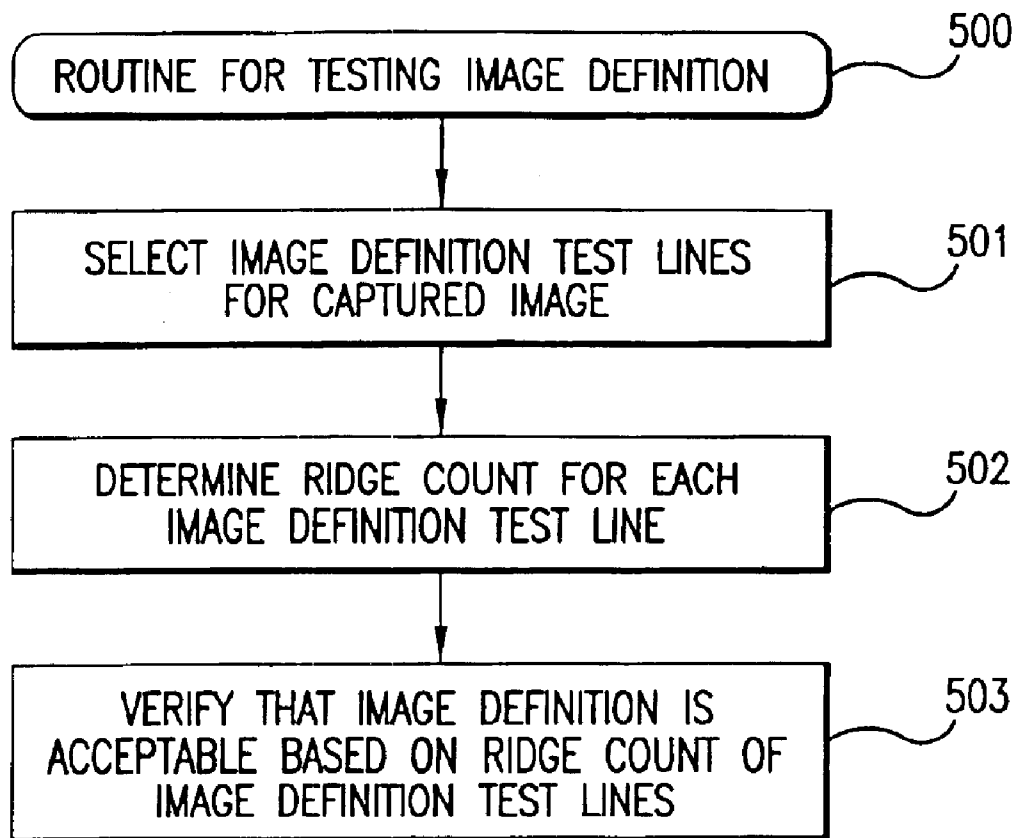 ROUTINE FOR TESTING IMAGE DEFINITION
500
SELECT IMAGE DEFINITION TEST LINES
FOR CAPTURED IMAGE
501
DETERMINE RIDGE COUNT FOR EACH
IMAGE DEFINITION TEST LINE
502
VERIFY THAT IMAGE DEFINITION IS
ACCEPTABLE BASED ON RIDGE COUNT OF
IMAGE DEFINITION TEST LINES
503